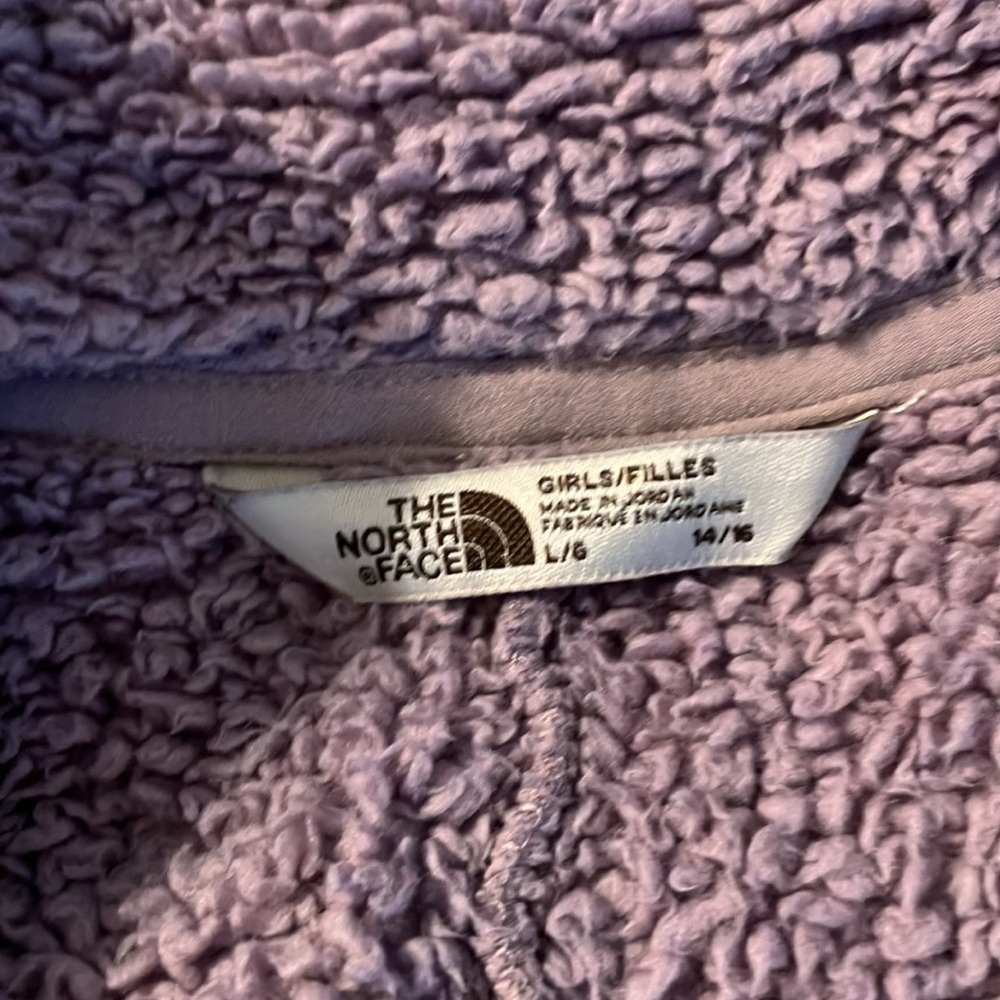 THE
NORTH
FACE
GIRLS/FILLES
MADE IN JORDAN
FABRIQUÉ EN JORDANIE
L/G 14/16